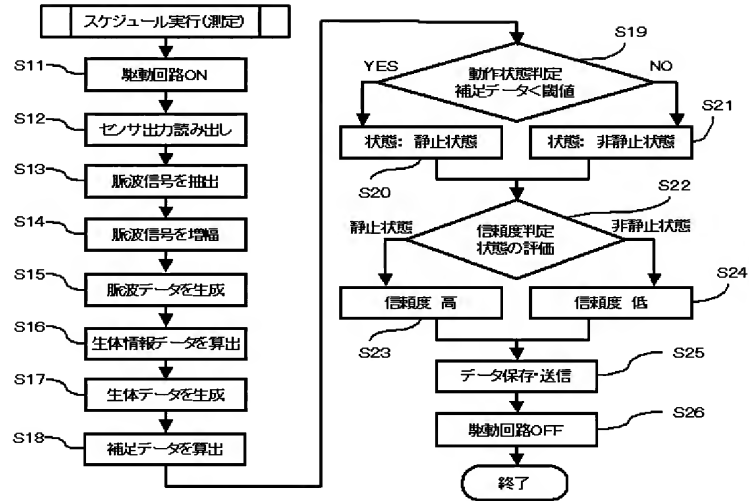 スケジュール実行(測定)
S11
駆動回路ON
S12
センサ出力読み出し
S13
脈波信号を抽出
S14
脈波信号を増幅
S15
脈波データを生成
S16
生体情報データを算出
S17
生体データを生成
S18
補足データを算出
S19
YES
動作状態判定
補足データ<閾値
NO
状態: 静止状態
S20
状態: 非静止状態
S21
S22
静止状態
信頼度判定
状態の評価
非静止状態
信頼度 高
S23
信頼度 低
S24
データ保存・送信
S25
駆動回路OFF
S26
終了